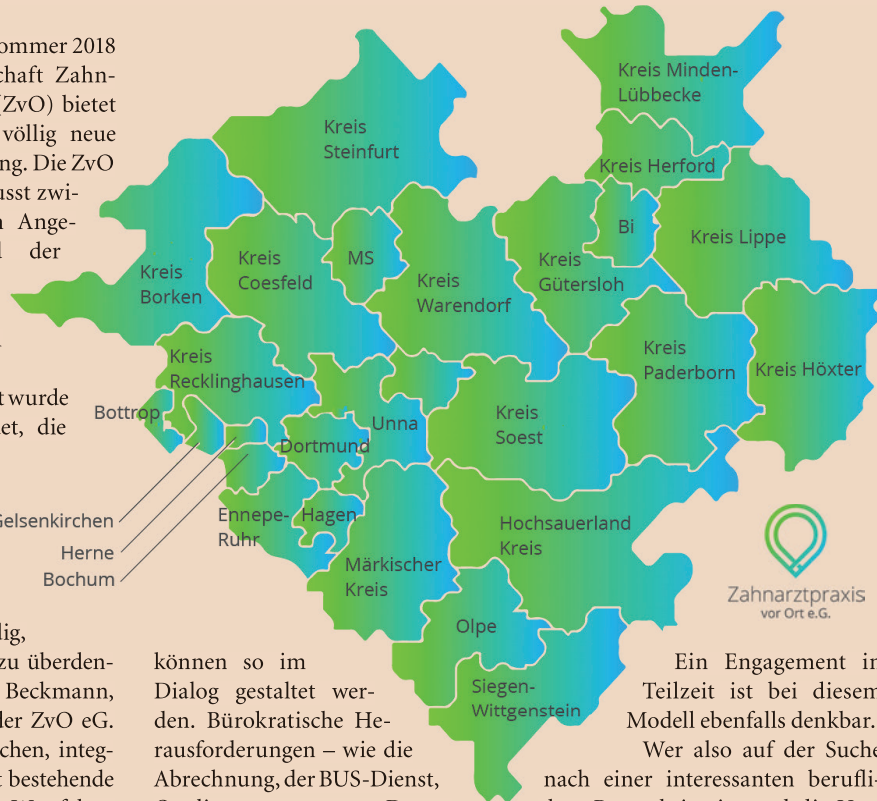 ommer 2018
chaft Zahn-
(ZvO) bietet
völlig neue
ng. Die ZvO
usst zwi-
n Ange-
der
t wurde
et, die
dig,
zu überden-
Beckmann,
ler ZvO eG.
chen, integ-
t bestehende
können so im
Dialog gestaltet wer-
den. Bürokratische He-
rausforderungen – wie die
Abrechnung, der BUS-Dienst,
Ein Engagement in
Teilzeit ist bei diesem
Modell ebenfalls denkbar.
Wer also auf der Suche
nach einer interessanten berufli-
Kreis Minden-
Lübbecke
Kreis
Steinfurt
Kreis Herford
Bi
Kreis Lippe
Kreis
Borken
Kreis
Coesfeld
MS
Kreis
Warendorf
Kreis
Gütersloh
Kreis
Paderborn
Kreis Höxter
Kreis
Recklinghausen
Bottrop
Unna
Dortmund
Kreis
Soest
Gelsenkirchen
Herne
Bochum
Ennepe-
Ruhr
Hagen
Märkischer
Kreis
Hochsauerland
Kreis
Olpe
Siegen-
Wittgenstein
Zahnarztpraxis
vor Ort e.G.